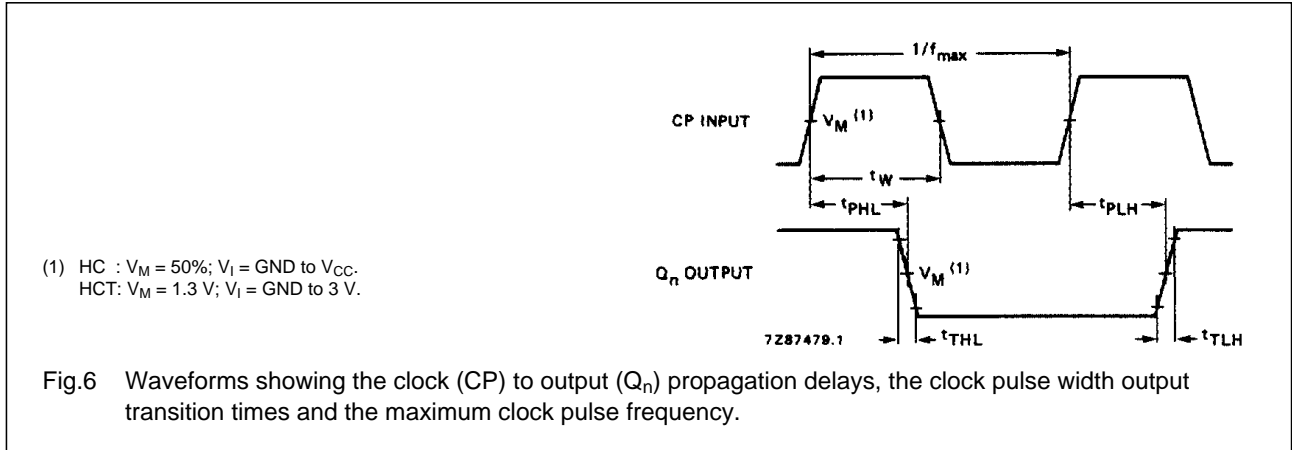 1/fmax
CP INPUT
VM (1)
tW
tPHL
tPLH
Qn OUTPUT
VM (1)
(1) HC : VM = 50%; VI = GND to VCC.
HCT: VM = 1.3 V; VI = GND to 3 V.
7Z87479.1
tTHL
tTLH
Fig.6 Waveforms showing the clock (CP) to output (Qn) propagation delays, the clock pulse width output
transition times and the maximum clock pulse frequency.